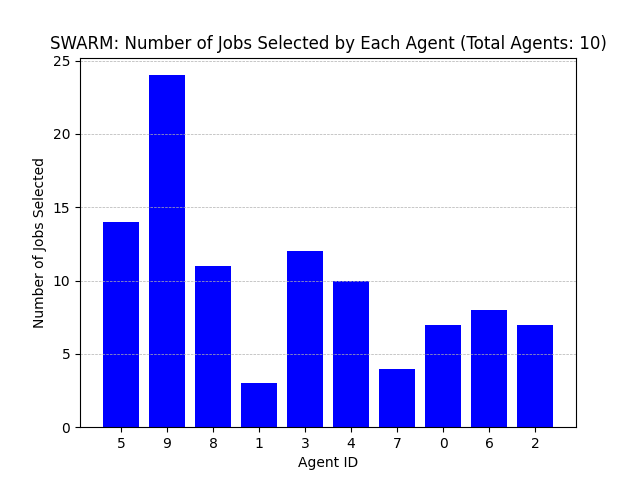 SWARM: Number of Jobs Selected by Each Agent (Total Agents: 10)
25
20
15
10
5
0
Number of Jobs Selected
5 9 8 1 3 4 7 0 6 2
Agent ID